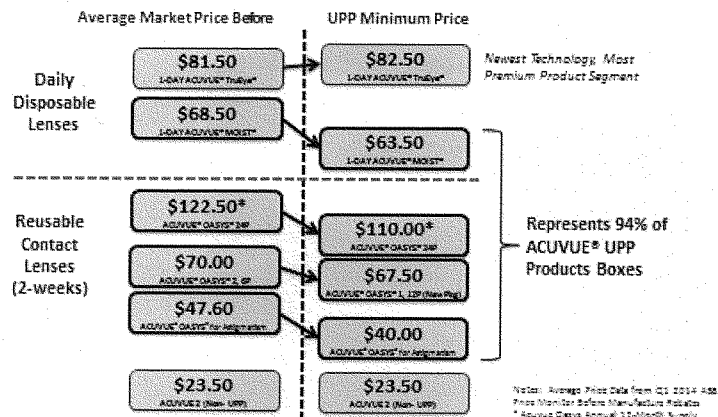 Average Market Price Before
UPP Minimum Price
Daily
Disposable
Lenses
$81.50
1-DAY ACUVUE® TruEye®
$82.50
1-DAY ACUVUE® TruEye®
Newest Technology, Most
Premium Product Segment
$68.50
1-DAY ACUVUE® MOIST®
$63.50
1-DAY ACUVUE® MOIST®
Reusable
Contact
Lenses
(2-weeks)
$122.50*
ACUVUE® OASYS® 24P
$110.00*
ACUVUE® OASYS® 24P
$70.00
ACUVUE® OASYS® 2, 6P
$67.50
ACUVUE® OASYS® 1, 12P (New Pkg)
$47.60
ACUVUE® OASYS® for Astigmatism
$40.00
ACUVUE® OASYS® for Astigmatism
Represents 94% of
ACUVUE® UPP
Products Boxes
$23.50
ACUVUE 2 (Non- UPP)
$23.50
ACUVUE 2 (Non- UPP)
Notes: Average Price Data from Q1 2014 ABB
Price Monitor Before Manufacture Rebates
* Acuvue Oasys Annual 12-Month Supply